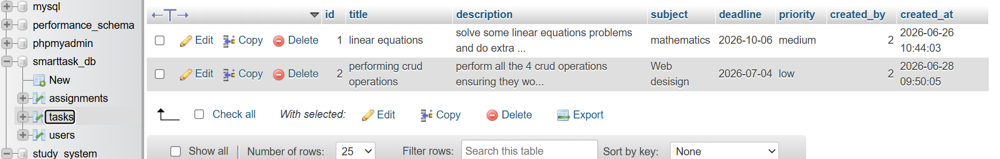 mysql
performance_schema
phpmyadmin
smarttask_db
New
assignments
tasks
users
study_system
id title description subject deadline priority created_by created_at
Edit Copy Delete 1 linear equations solve some linear equations problems and do extra ... mathematics 2026-10-06 medium 2 2026-06-26 10:44:03
Edit Copy Delete 2 performing crud operations perform all the 4 crud operations ensuring they wo... Web desisign 2026-07-04 low 2 2026-06-28 09:50:05
Check all With selected: Edit Copy Delete Export
Show all Number of rows: 25 Filter rows: Search this table Sort by key: None